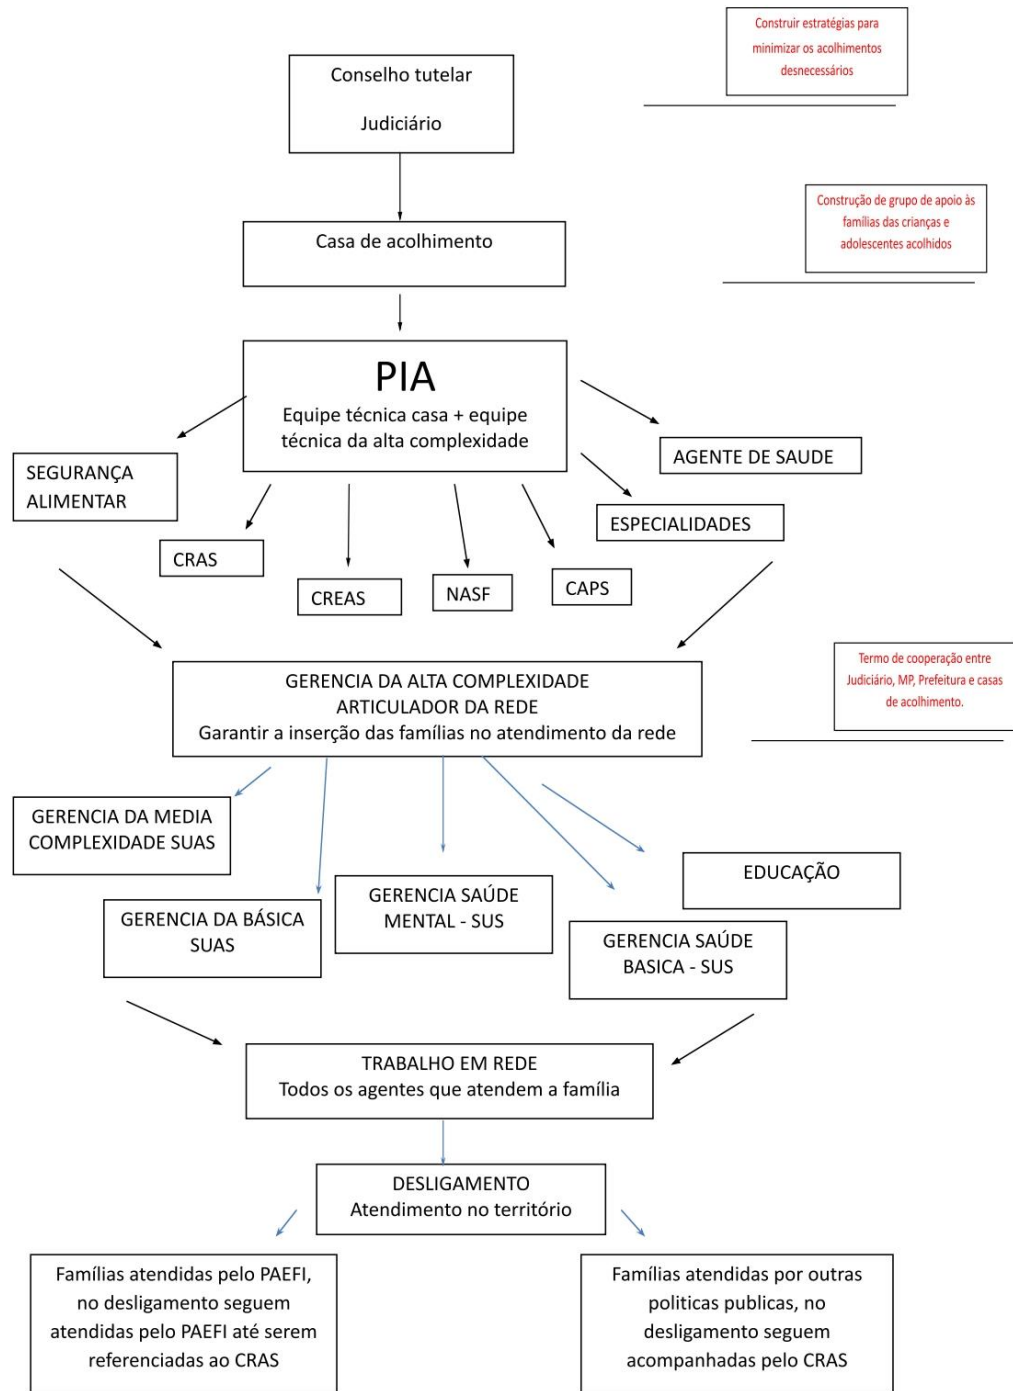 Construir estratégias para
minimizar os acolhimentos
desnecessários
Conselho tutelar
Judiciário
Construção de grupo de apoio às
famílias das crianças e
adolescentes acolhidos
Casa de acolhimento
PIA
Equipe técnica casa + equipe
técnica da alta complexidade
SEGURANÇA
ALIMENTAR
AGENTE DE SAUDE
ESPECIALIDADES
CRAS
CREAS
NASF
CAPS
Termo de cooperação entre
Judiciário, MP, Prefeitura e casas
de acolhimento.
GERENCIA DA ALTA COMPLEXIDADE
ARTICULADOR DA REDE
Garantir a inserção das famílias no atendimento da rede
GERENCIA DA MEDIA
COMPLEXIDADE SUAS
GERENCIA DA BÁSICA
SUAS
GERENCIA SAÚDE
MENTAL - SUS
GERENCIA SAÚDE
BASICA - SUS
EDUCAÇÃO
TRABALHO EM REDE
Todos os agentes que atendem a família
DESLIGAMENTO
Atendimento no território
Famílias atendidas pelo PAEFI,
no desligamento seguem
atendidas pelo PAEFI até serem
referenciadas ao CRAS
Famílias atendidas por outras
politicas publicas, no
desligamento seguem
acompanhadas pelo CRAS